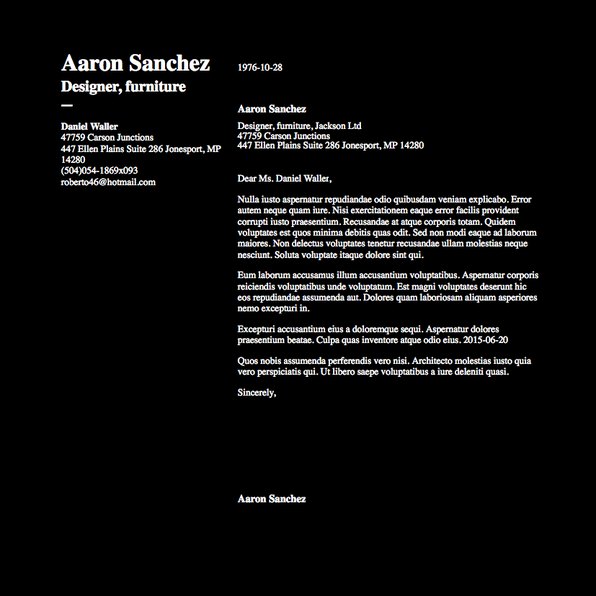 Aaron Sanchez
Designer, furniture
—
Daniel Waller
47759 Carson Junctions
447 Ellen Plains Suite 286 Jonesport, MP
14280
(504)054-1869x093
roberto46@hotmail.com
1976-10-28
Aaron Sanchez
Designer, furniture, Jackson Ltd
47759 Carson Junctions
447 Ellen Plains Suite 286 Jonesport, MP 14280
Dear Ms. Daniel Waller,
Nulla iusto aspernatur repudiandae odio quibusdam veniam explicabo. Error
autem neque quam iure. Nisi exercitationem eaque error facilis provident
corrupti iusto praesentium. Recusandae at atque corporis totam. Quidem
voluptates est quos minima debitis quas odit. Sed non modi eaque ad laborum
maiores. Non delectus voluptates tenetur recusandae ullam molestias neque
nesciunt. Soluta voluptate itaque dolore sint qui.
Eum laborum accusamus illum accusantium voluptatibus. Aspernatur corporis
reiciendis voluptatibus unde voluptatum. Est magni voluptates deserunt hic
eos repudiandae assumenda aut. Dolores quam laboriosam aliquam asperiores
nemo excepturi in.
Excepturi accusantium eius a doloremque sequi. Aspernatur dolores
praesentium beatae. Culpa quas inventore atque odio eius. 2015-06-20
Quos nobis assumenda perferendis vero nisi. Architecto molestias iusto quia
vero perspiciatis qui. Ut libero saepe voluptatibus a iure deleniti quasi.
Sincerely,
Aaron Sanchez